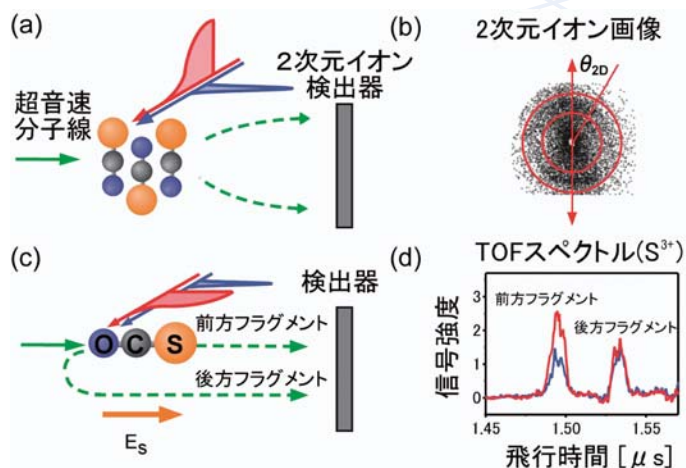 (a)
超音速
分子線
2次元イオン
検出器
(b)
2次元イオン画像
θ2D
(c)
検出器
O C S
前方フラグメント
後方フラグメント
ES
(d)
TOFスペクトル(S3+)
信号強度
3
2
1
0
前方フラグメント
後方フラグメント
1.45 1.50 1.55
飛行時間 [μs]